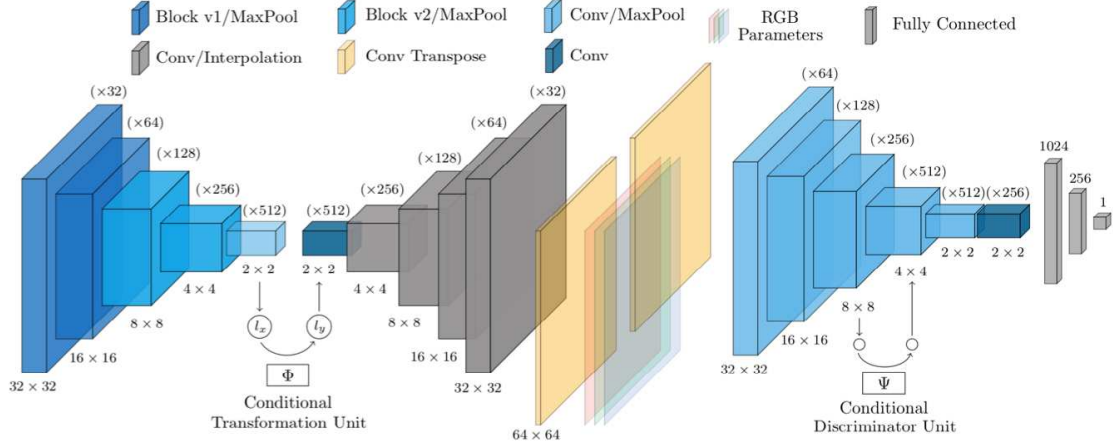 Block v1/MaxPool
Block v2/MaxPool
Conv/MaxPool
RGB
Parameters
Fully Connected
Conv/Interpolation
Conv Transpose
Conv
(×32)
(×64)
(×128)
(×256)
(×512)
(×512)
(×256)
(×128)
(×64)
(×32)
32 × 32
16 × 16
8 × 8
4 × 4
2 × 2
2 × 2
4 × 4
8 × 8
16 × 16
32 × 32
64 × 64
l_x
l_y
Φ
Conditional
Transformation Unit
(×64)
(×128)
(×256)
(×512)
(×512)
(×256)
1024
256
1
32 × 32
16 × 16
8 × 8
4 × 4
2 × 2
2 × 2
Ψ
Conditional
Discriminator Unit